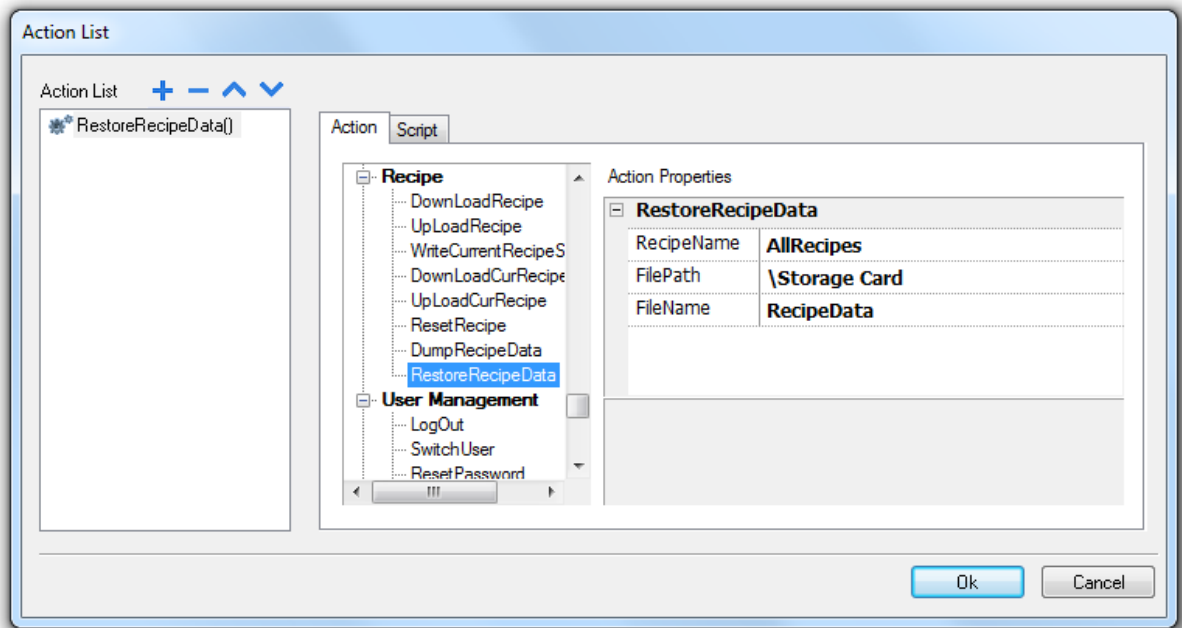 Action List
Action List
RestoreRecipeData()
Action Script
Recipe
DownLoadRecipe
UpLoadRecipe
WriteCurrentRecipeS
DownLoadCurRecipe
UpLoadCurRecipe
ResetRecipe
DumpRecipeData
RestoreRecipeData
User Management
LogOut
SwitchUser
ResetPassword
Action Properties
RestoreRecipeData
RecipeName AllRecipes
FilePath \Storage Card
FileName RecipeData
Ok Cancel